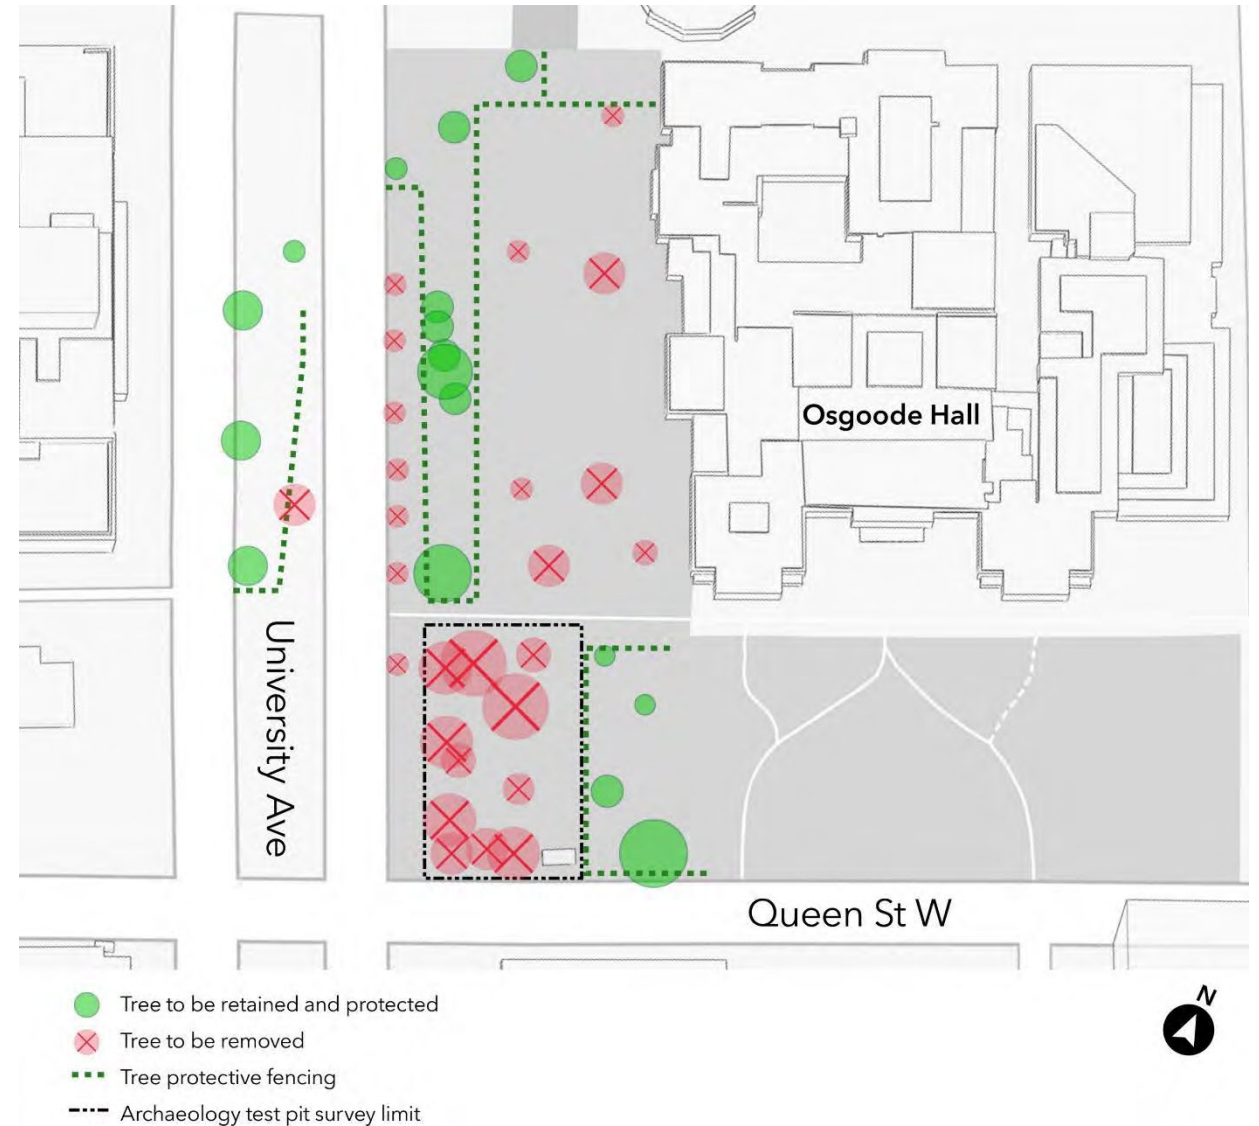 Osgoode Hall
University Ave
Queen St W
N
Tree to be retained and protected
Tree to be removed
Tree protective fencing
Archaeology test pit survey limit